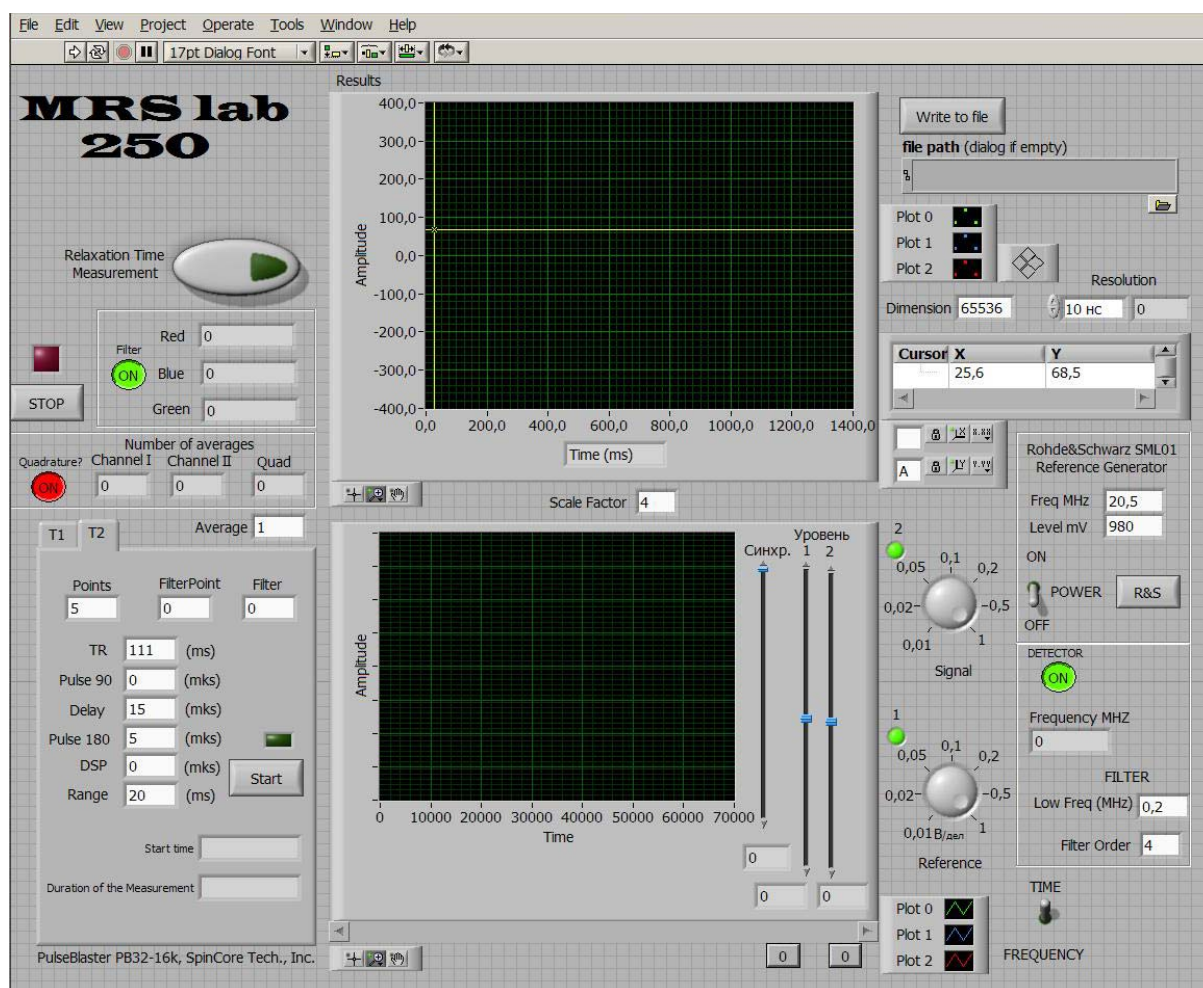 File Edit View Project Operate Tools Window Help
17pt Dialog Font
MRS lab
250
Relaxation Time
Measurement
Filter
ON
Red 0
Blue 0
Green 0
STOP
Number of averages
Quadrature? Channel I Channel II Quad
ON 0 0 0
Average 1
T1 T2
Points FilterPoint Filter
5 0 0
TR 111 (ms)
Pulse 90 0 (mks)
Delay 15 (mks)
Pulse 180 5 (mks)
DSP 0 (mks)
Range 20 (ms)
Start
Start time
Duration of the Measurement
PulseBlaster PB32-16k, SpinCore Tech., Inc.
Results
Amplitude
400,0
300,0
200,0
100,0
0,0
-100,0
-200,0
-300,0
-400,0
0,0 200,0 400,0 600,0 800,0 1000,0 1200,0 1400,0
Time (ms)
Scale Factor 4
Amplitude
0 10000 20000 30000 40000 50000 60000 70000
Time
Уровень
Синхр. 1 2
0
0 0
0 0
Write to file
file path (dialog if empty)
Plot 0
Plot 1
Plot 2
Resolution
Dimension 65536 10 нс 0
Cursor X Y
25,6 68,5
X X.XX
A Y Y.YY
2
0,01 0,02 0,05 0,1 0,2 0,5 1
Signal
1
0,01 В/дел 0,02 0,05 0,1 0,2 0,5 1
Reference
Plot 0
Plot 1
Plot 2
Rohde&Schwarz SML01
Reference Generator
Freq MHz 20,5
Level mV 980
ON
POWER R&S
OFF
DETECTOR
ON
Frequency MHZ
0
FILTER
Low Freq (MHz) 0,2
Filter Order 4
TIME
FREQUENCY